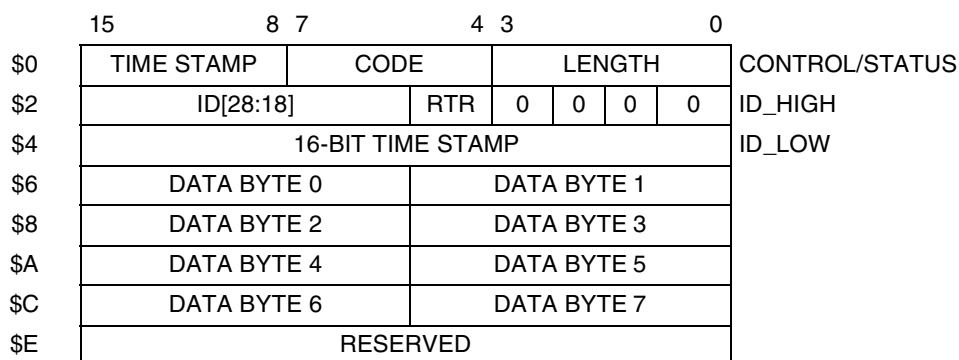 15 8 7 4 3 0
$0 TIME STAMP CODE LENGTH CONTROL/STATUS
$2 ID[28:18] RTR 0 0 0 0 ID_HIGH
$4 16-BIT TIME STAMP ID_LOW
$6 DATA BYTE 0 DATA BYTE 1
$8 DATA BYTE 2 DATA BYTE 3
$A DATA BYTE 4 DATA BYTE 5
$C DATA BYTE 6 DATA BYTE 7
$E RESERVED